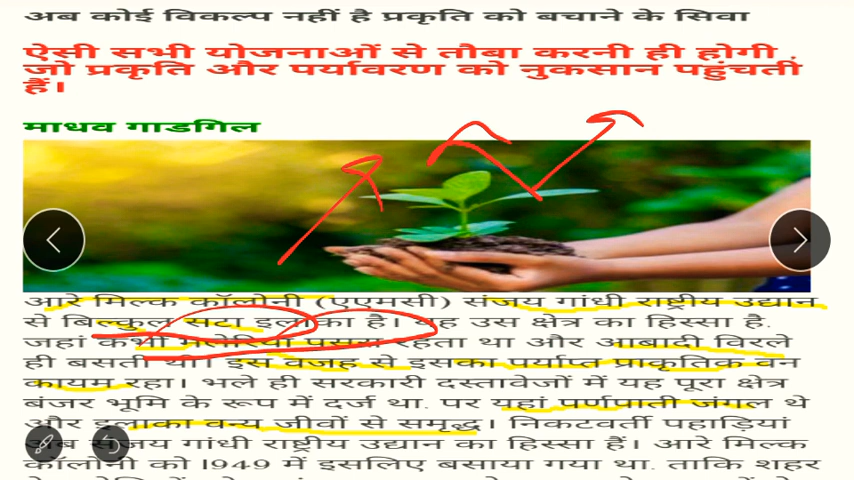 अब कोई विकल्प नहीं है प्रकृति को बचाने के सिवा
ऐसी सभी योजनाओं से तौबा करनी ही होगी ,
जो प्रकृति और पर्यावरण को नुकसान पहुंचती
हैं।
माधव गाडगिल
आरे मिल्क कॉलोनी (एएमसी) संजय गांधी राष्ट्रीय उद्यान
से बिल्कुल सटा इलाका है। यह उस क्षेत्र का हिस्सा है.
जहां कभी मलेरिया पसरा रहता था और आबादी विरले
ही बसती थी। इस वजह से इसका पर्याप्त प्राकृतिक वन
कायम रहा। भले ही सरकारी दस्तावेजों में यह पूरा क्षेत्र
बंजर भूमि के रूप में दर्ज था. पर यहां पर्णपाती जंगल थे
और इलाका वन्य जीवों से समृद्ध। निकटवर्ती पहाड़ियां
अब संजय गांधी राष्ट्रीय उद्यान का हिस्सा हैं। आरे मिल्क
कॉलोनी को 1949 में इसलिए बसाया गया था. ताकि शहर